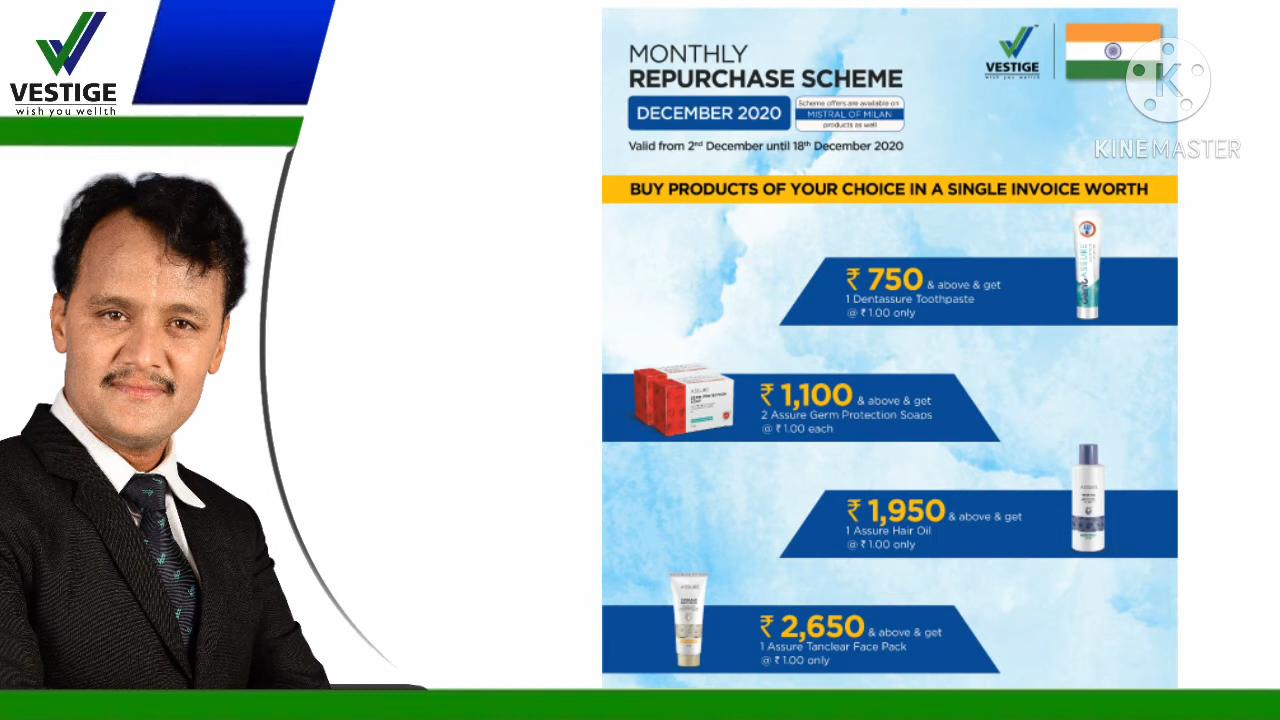 VESTIGE
wish you wellth
MONTHLY
REPURCHASE SCHEME
DECEMBER 2020
Scheme offers are available on
MISTRAL OF MILAN
products as well
Valid from 2nd December until 18th December 2020
VESTIGE
wish you wellth
K
KINEMASTER
BUY PRODUCTS OF YOUR CHOICE IN A SINGLE INVOICE WORTH
₹ 750 & above & get
1 Dentassure Toothpaste
@ ₹ 1.00 only
₹ 1,100 & above & get
2 Assure Germ Protection Soaps
@ ₹ 1.00 each
₹ 1,950 & above & get
1 Assure Hair Oil
@ ₹ 1.00 only
₹ 2,650 & above & get
1 Assure Tanclear Face Pack
@ ₹ 1.00 only